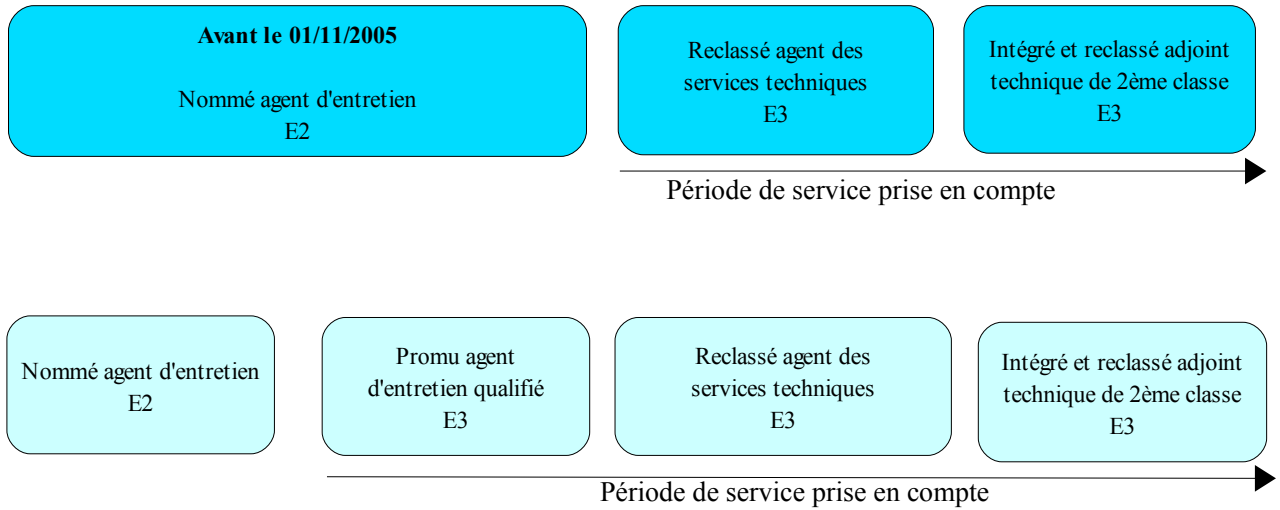 Avant le 01/11/2005
Nommé agent d'entretien
E2
Reclassé agent des
services techniques
E3
Intégré et reclassé adjoint
technique de 2ème classe
E3
Période de service prise en compte
Nommé agent d'entretien
E2
Promu agent
d'entretien qualifié
E3
Reclassé agent des
services techniques
E3
Intégré et reclassé adjoint
technique de 2ème classe
E3
Période de service prise en compte